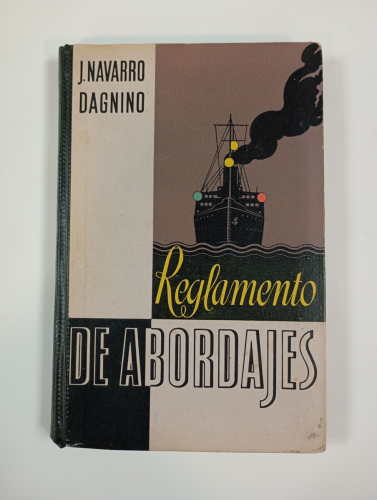 J. NAVARRO
DAGNINO
Reglamento
DE ABORDAJES